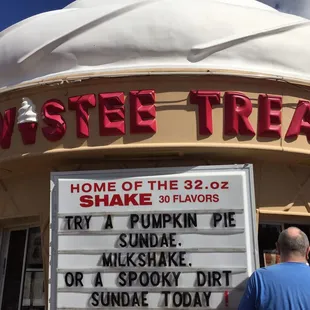 TWISTEE TREA
HOME OF THE 32.oz
SHAKE 30 FLAVORS
TRY A PUMPKIN PIE
SUNDAE.
MILKSHAKE.
OR A SPOOKY DIRT
SUNDAE TODAY!